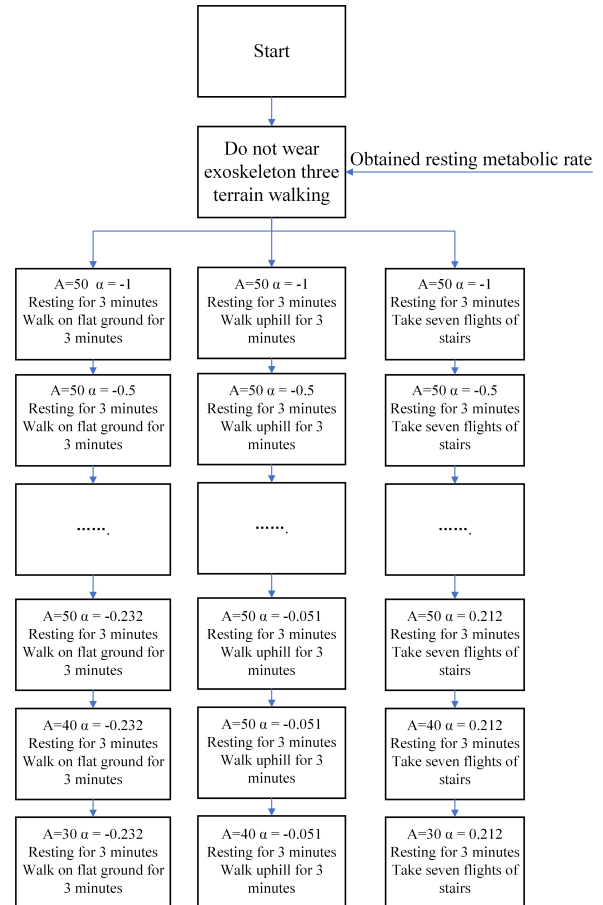 Start
Do not wear
exoskeleton three
terrain walking
Obtained resting metabolic rate
A=50 α = -1
Resting for 3 minutes
Walk on flat ground for
3 minutes
A=50 α = -1
Resting for 3 minutes
Walk uphill for 3
minutes
A=50 α = -1
Resting for 3 minutes
Take seven flights of
stairs
A=50 α = -0.5
Resting for 3 minutes
Walk on flat ground for
3 minutes
A=50 α = -0.5
Resting for 3 minutes
Walk uphill for 3
minutes
A=50 α = -0.5
Resting for 3 minutes
Take seven flights of
stairs
…….
…….
…….
A=50 α = -0.232
Resting for 3 minutes
Walk on flat ground for
3 minutes
A=50 α = -0.051
Resting for 3 minutes
Walk uphill for 3
minutes
A=50 α = 0.212
Resting for 3 minutes
Take seven flights of
stairs
A=40 α = -0.232
Resting for 3 minutes
Walk on flat ground for
3 minutes
A=50 α = -0.051
Resting for 3 minutes
Walk uphill for 3
minutes
A=40 α = 0.212
Resting for 3 minutes
Take seven flights of
stairs
A=30 α = -0.232
Resting for 3 minutes
Walk on flat ground for
3 minutes
A=40 α = -0.051
Resting for 3 minutes
Walk uphill for 3
minutes
A=30 α = 0.212
Resting for 3 minutes
Take seven flights of
stairs